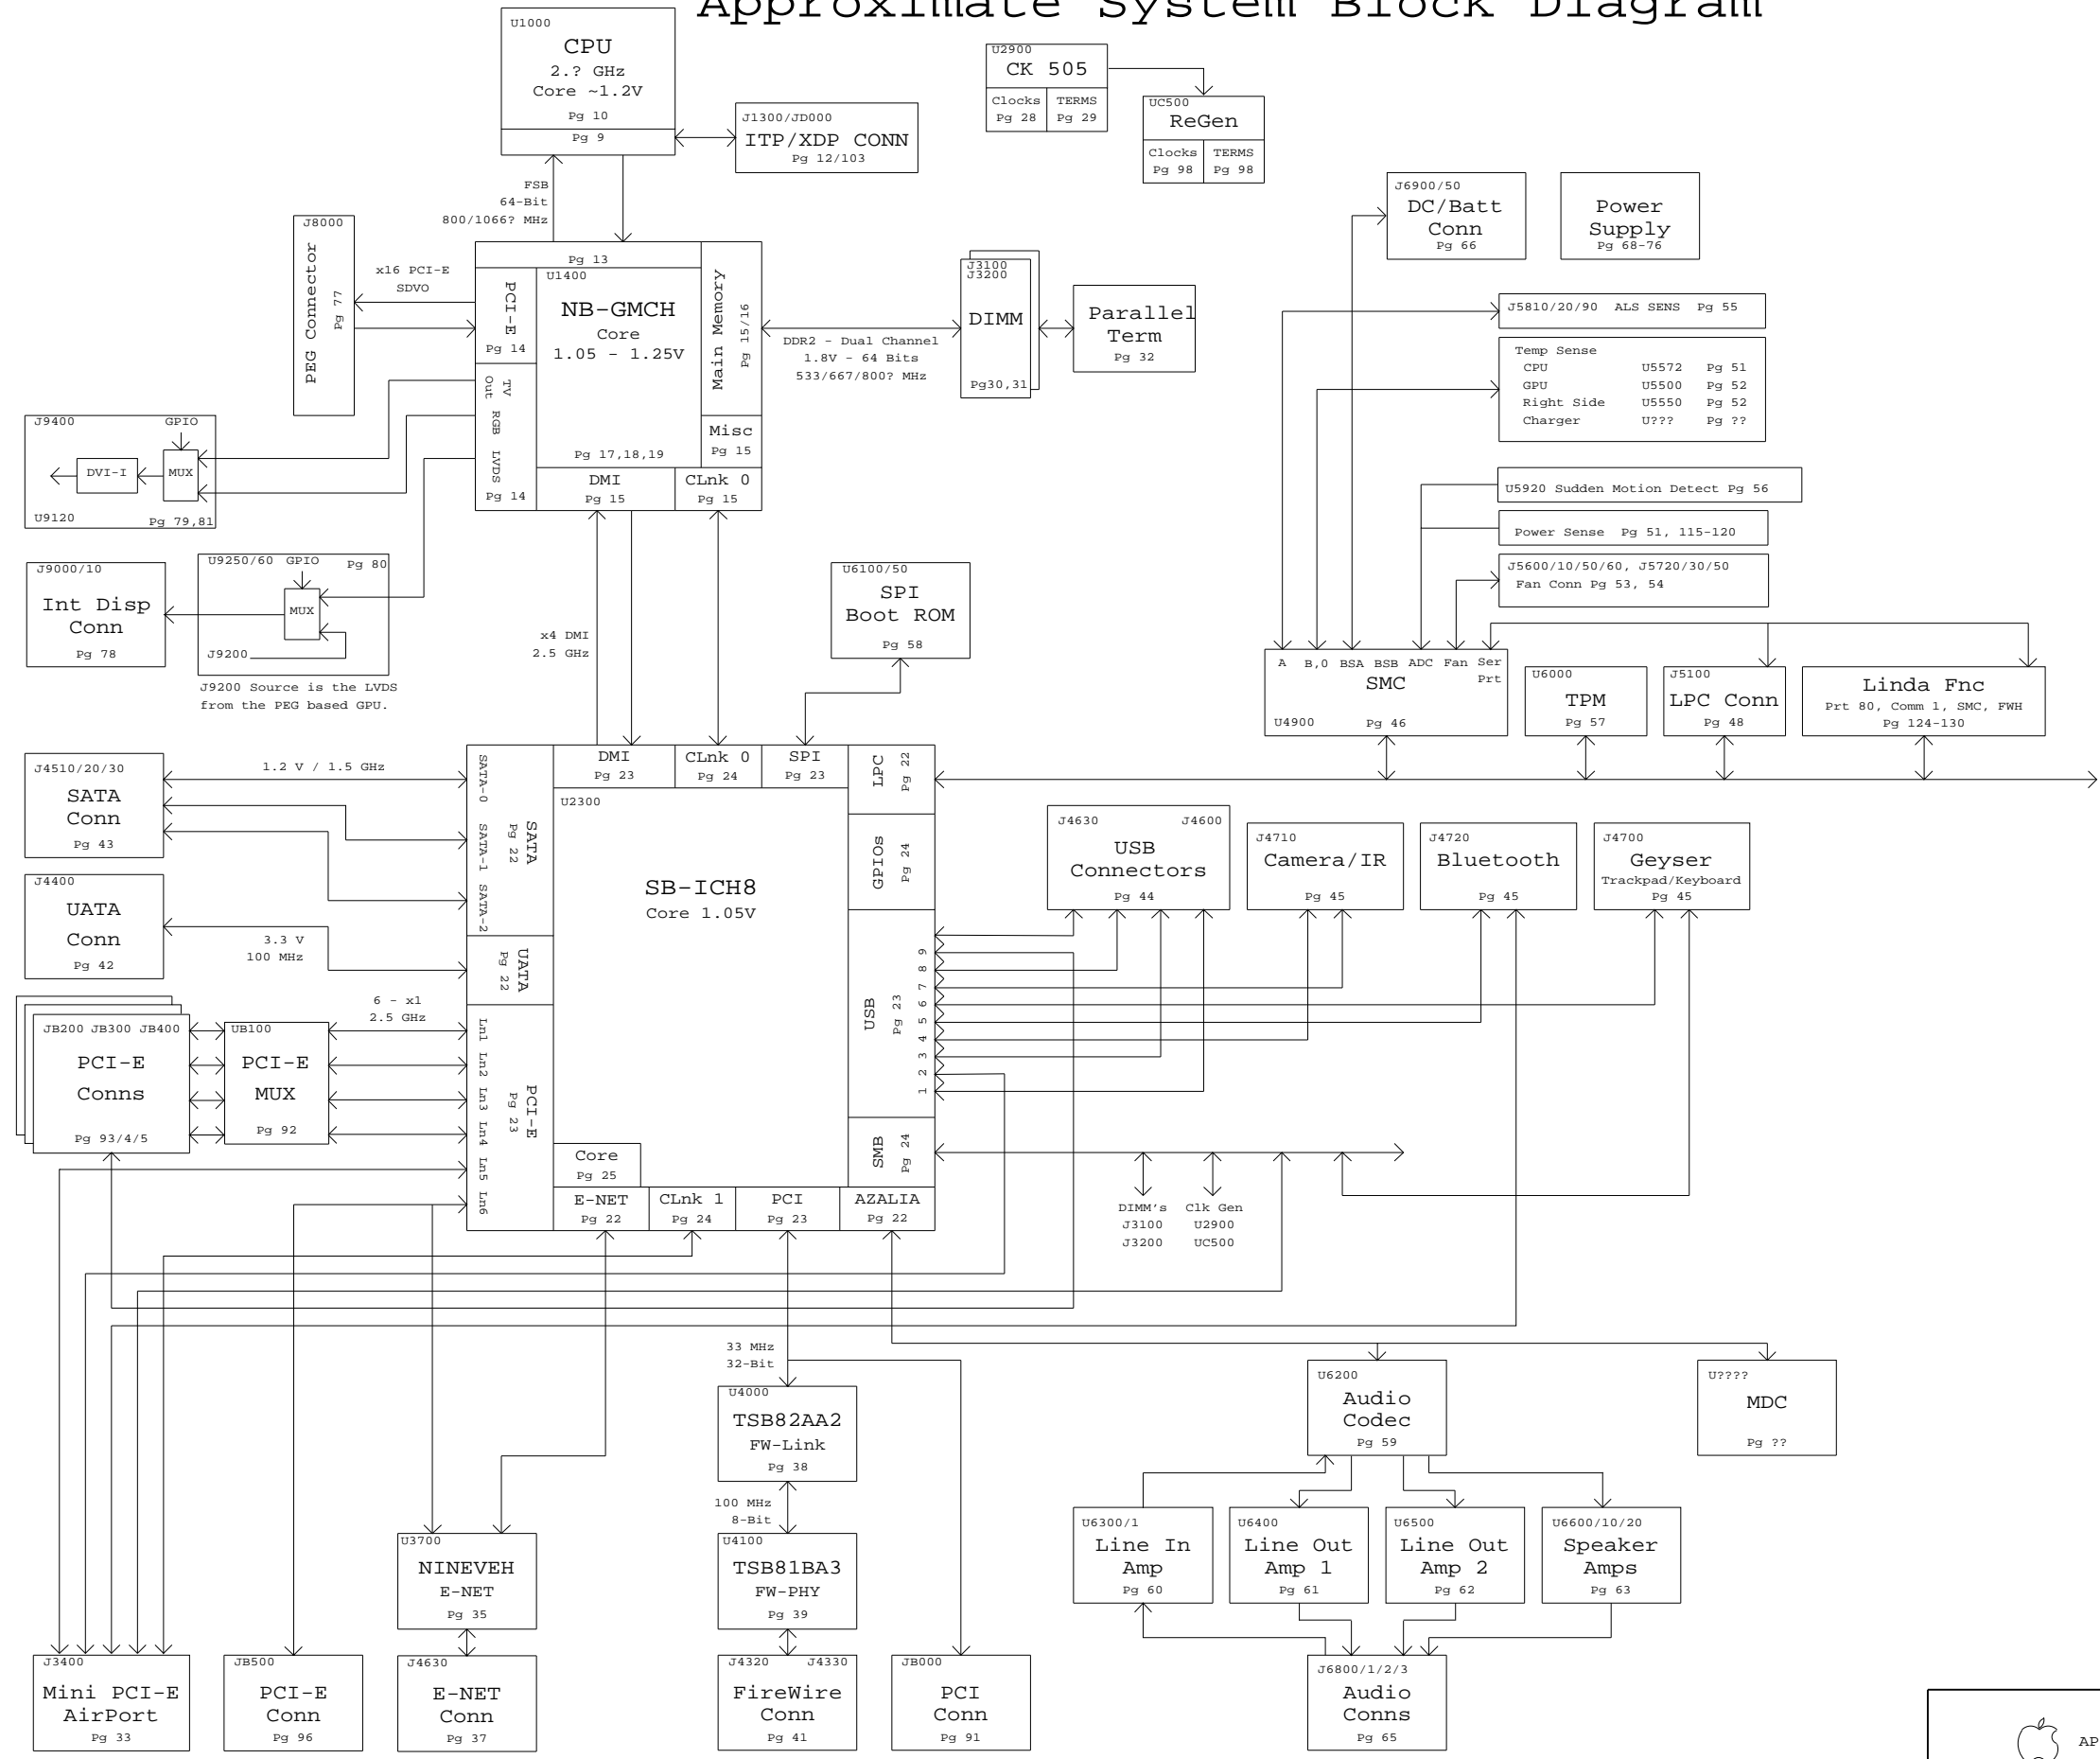 Approximate System Block Diagram
U1000
CPU
2.? GHz
Core ~1.2V
Pg 10
Pg 9
J1300/JD000
ITP/XDP CONN
Pg 12/103
U2900
CK 505
Clocks
Pg 28
TERMS
Pg 29
UC500
ReGen
Clocks
Pg 98
TERMS
Pg 98
FSB
64-Bit
800/1066? MHz
J6900/50
DC/Batt
Conn
Pg 66
Power
Supply
Pg 68-76
J8000
PEG Connector
Pg 77
x16 PCI-E
SDVO
Pg 13
U1400
NB-GMCH
Core
1.05 - 1.25V
Pg 17,18,19
PCI-E
Pg 14
TV
Out
RGB
LVDS
Pg 14
Main Memory
Pg 15/16
Misc
Pg 15
DMI
Pg 15
CLnk 0
Pg 15
DDR2 - Dual Channel
1.8V - 64 Bits
533/667/800? MHz
J3100
J3200
DIMM
Pg30,31
Parallel
Term
Pg 32
J5810/20/90 ALS SENS Pg 55
Temp Sense
CPU U5572 Pg 51
GPU U5500 Pg 52
Right Side U5550 Pg 52
Charger U??? Pg ??
U5920 Sudden Motion Detect Pg 56
Power Sense Pg 51, 115-120
J5600/10/50/60, J5720/30/50
Fan Conn Pg 53, 54
J9400
GPIO
DVI-I
MUX
U9120
Pg 79,81
J9000/10
Int Disp
Conn
Pg 78
U9250/60 GPIO Pg 80
MUX
J9200
J9200 Source is the LVDS
from the PEG based GPU.
x4 DMI
2.5 GHz
U6100/50
SPI
Boot ROM
Pg 58
A B,0 BSA BSB ADC Fan Ser
Prt
SMC
U4900 Pg 46
U6000
TPM
Pg 57
J5100
LPC Conn
Pg 48
Linda Fnc
Prt 80, Comm 1, SMC, FWH
Pg 124-130
J4510/20/30
SATA
Conn
Pg 43
1.2 V / 1.5 GHz
J4400
UATA
Conn
Pg 42
3.3 V
100 MHz
SATA-0
SATA-1
SATA-2
SATA
Pg 22
UATA
Pg 22
DMI
Pg 23
CLnk 0
Pg 24
SPI
Pg 23
LPC
Pg 22
U2300
SB-ICH8
Core 1.05V
GPIOs
Pg 24
USB
Pg 23
9
8
7
6
5
4
3
2
1
SMB
Pg 24
J4630 J4600
USB
Connectors
Pg 44
J4710
Camera/IR
Pg 45
J4720
Bluetooth
Pg 45
J4700
Geyser
Trackpad/Keyboard
Pg 45
JB200 JB300 JB400
PCI-E
Conns
Pg 93/4/5
UB100
PCI-E
MUX
Pg 92
6 - x1
2.5 GHz
Ln1
Ln2
Ln3
Ln4
Ln5
Ln6
PCI-E
Pg 23
Core
Pg 25
E-NET
Pg 22
CLnk 1
Pg 24
PCI
Pg 23
AZALIA
Pg 22
DIMM's
J3100
J3200
Clk Gen
U2900
UC500
33 MHz
32-Bit
U4000
TSB82AA2
FW-Link
Pg 38
100 MHz
8-Bit
U6200
Audio
Codec
Pg 59
U????
MDC
Pg ??
U3700
NINEVEH
E-NET
Pg 35
U4100
TSB81BA3
FW-PHY
Pg 39
U6300/1
Line In
Amp
Pg 60
U6400
Line Out
Amp 1
Pg 61
U6500
Line Out
Amp 2
Pg 62
U6600/10/20
Speaker
Amps
Pg 63
J3400
Mini PCI-E
AirPort
Pg 33
JB500
PCI-E
Conn
Pg 96
J4630
E-NET
Conn
Pg 37
J4320 J4330
FireWire
Conn
Pg 41
JB000
PCI
Conn
Pg 91
J6800/1/2/3
Audio
Conns
Pg 65
AP